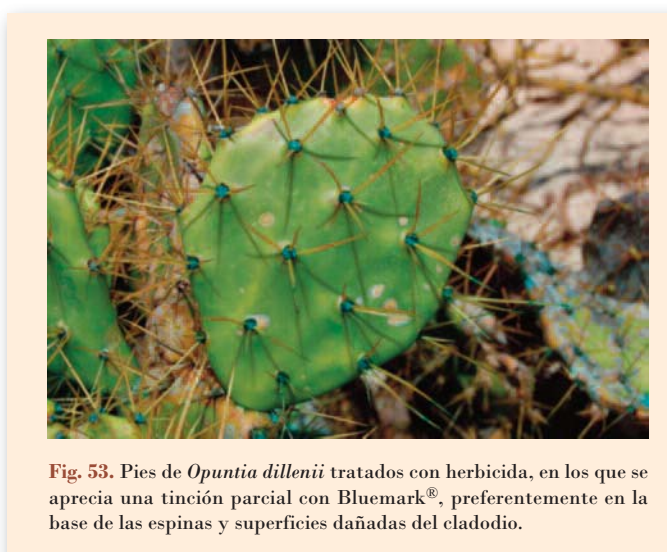 Fig. 53. Pies de Opuntia dillenii tratados con herbicida, en los que se
aprecia una tinción parcial con Bluemark®, preferentemente en la
base de las espinas y superficies dañadas del cladodio.